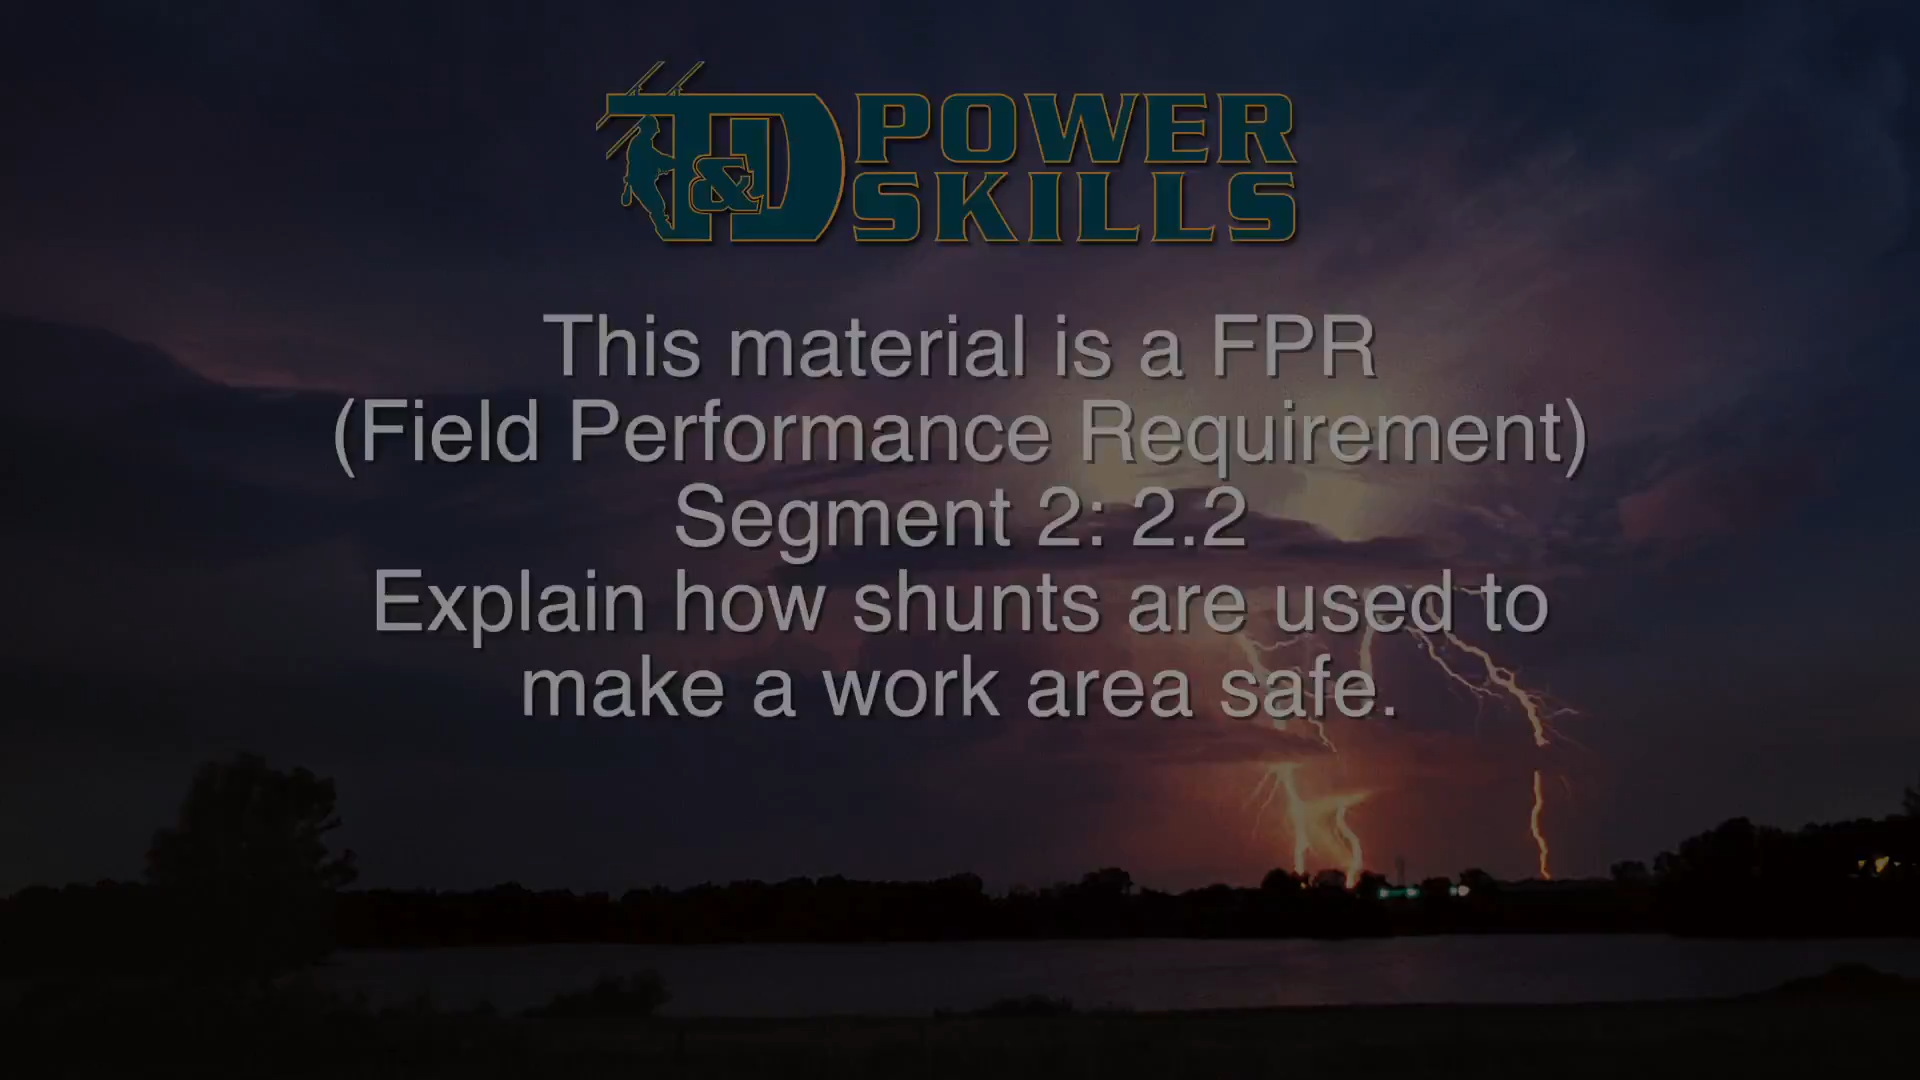 T&D POWER
SKILLS
This material is a FPR
(Field Performance Requirement)
Segment 2: 2.2
Explain how shunts are used to
make a work area safe.